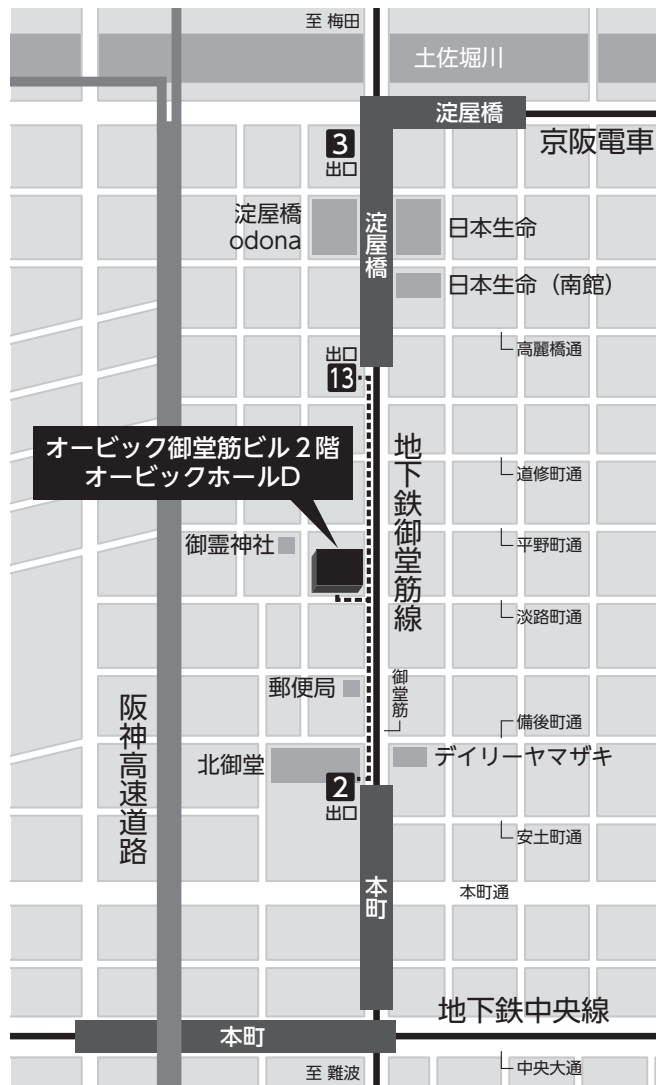 至 梅田
土佐堀川
淀屋橋
京阪電車
3
出口
淀屋橋
odona
淀屋橋
日本生命
日本生命（南館）
高麗橋通
出口
13
オービック御堂筋ビル２階
オービックホールD
地下鉄御堂筋線
道修町通
御霊神社
平野町通
淡路町通
郵便局
御堂筋
阪神高速道路
備後町通
北御堂
デイリーヤマザキ
2
出口
安土町通
本町
本町通
地下鉄中央線
本町
至 難波
中央大通